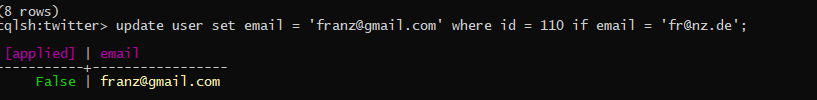 (8 rows)
cqlsh:twitter> update user set email = 'franz@gmail.com' where id = 110 if email = 'fr@nz.de';
[applied] | email
-----------+-----------------
False | franz@gmail.com